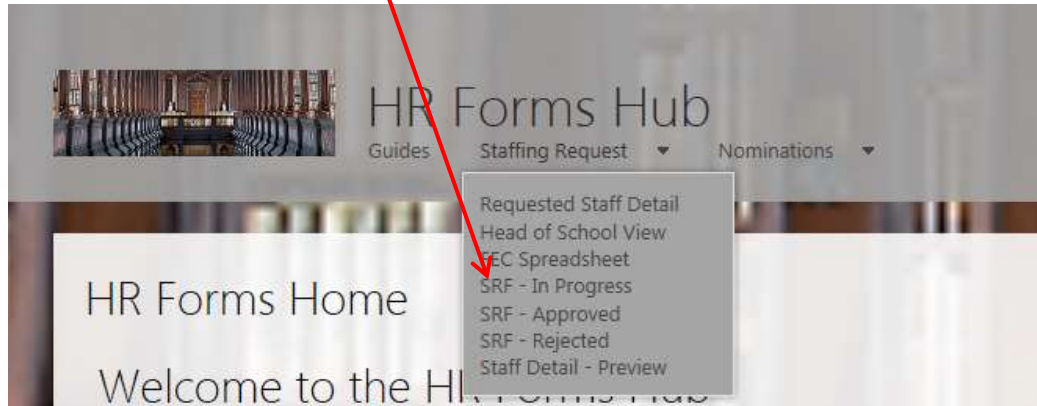 HR Forms Hub
Guides Staffing Request Nominations
Requested Staff Detail
Head of School View
EEC Spreadsheet
SRF - In Progress
SRF - Approved
SRF - Rejected
Staff Detail - Preview
HR Forms Home
Welcome to the HR Forms Hub